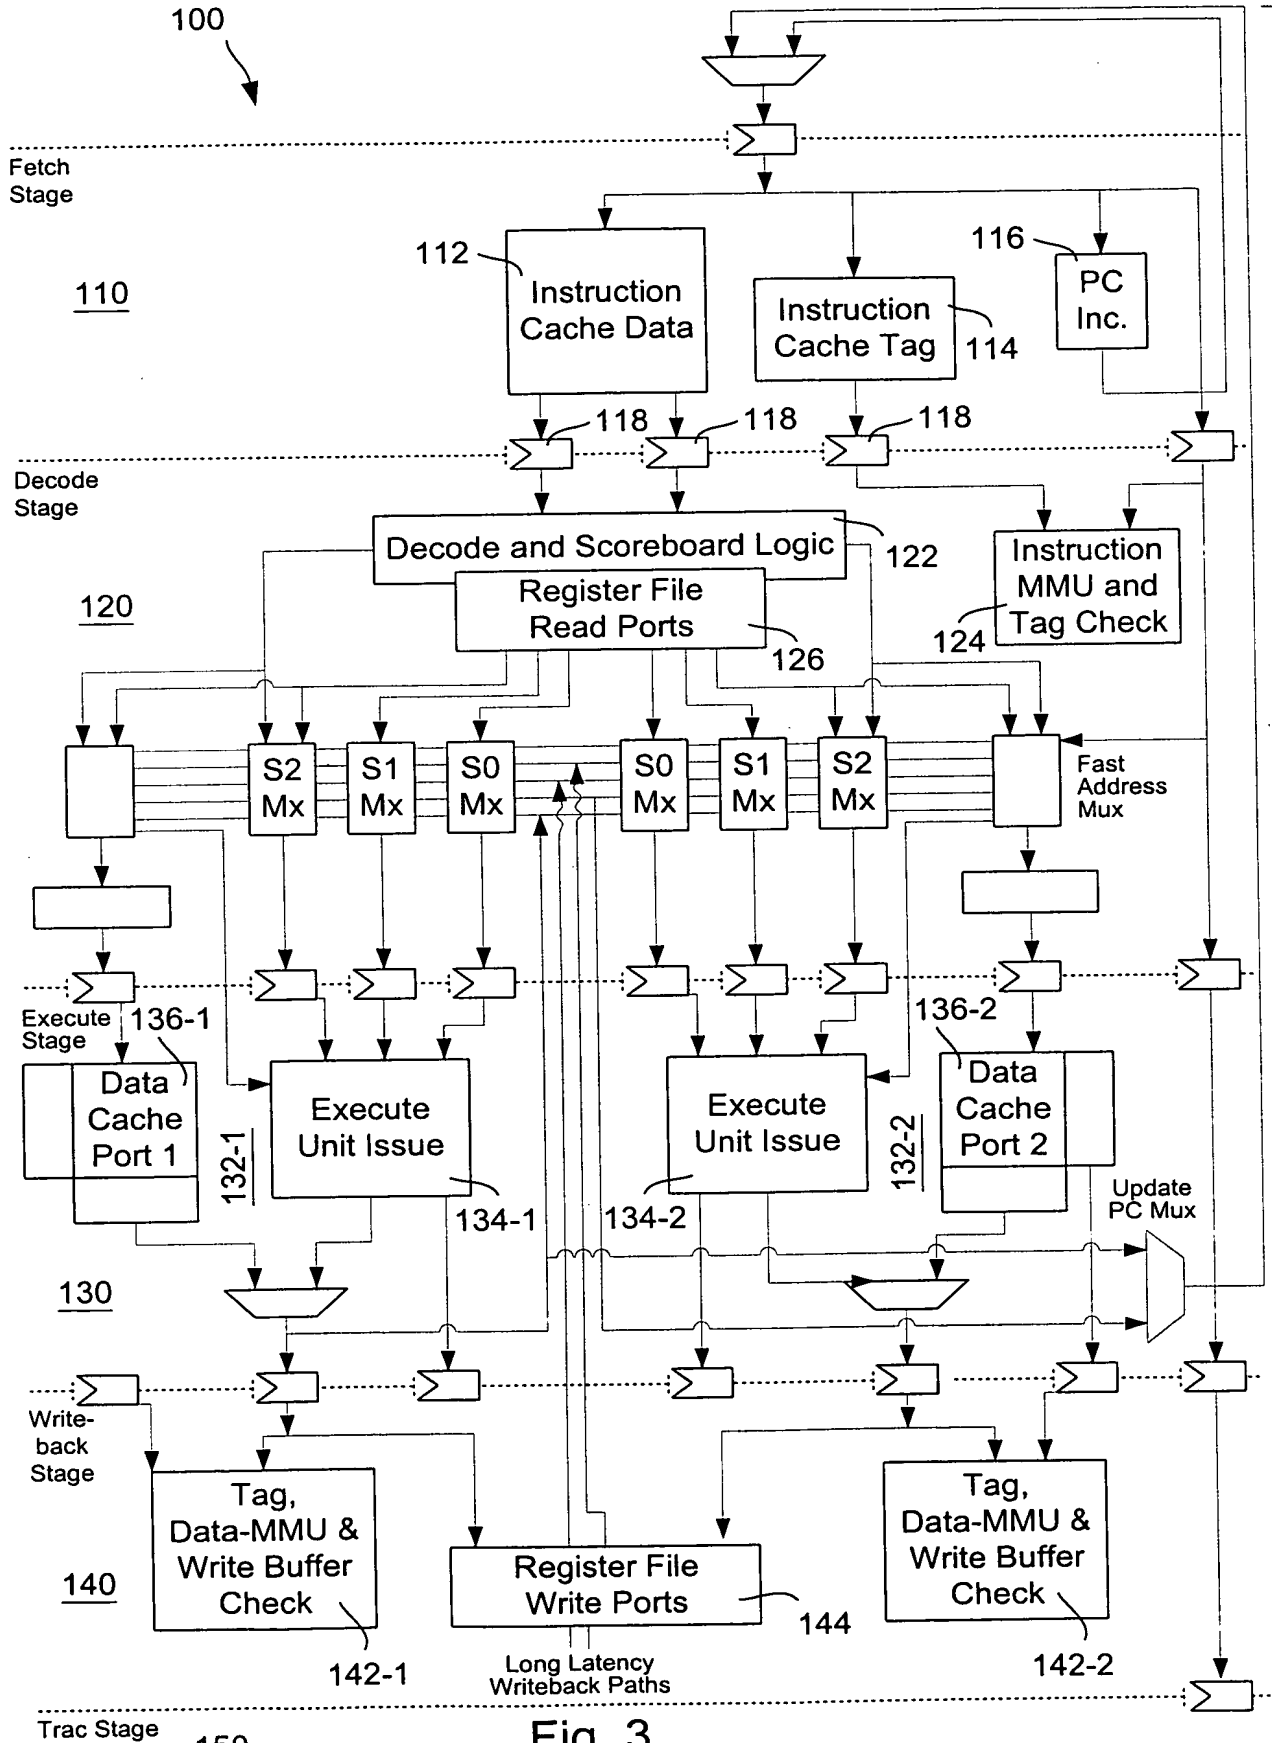 100
Fetch
Stage
110
112
Instruction
Cache Data
Instruction
Cache Tag
114
116
PC
Inc.
118
118
118
Decode
Stage
120
Decode and Scoreboard Logic
122
Register File
Read Ports
126
Instruction
MMU and
Tag Check
124
S2
Mx
S1
Mx
S0
Mx
S0
Mx
S1
Mx
S2
Mx
Fast
Address
Mux
Execute
Stage
136-1
Data
Cache
Port 1
132-1
Execute
Unit Issue
134-1
Execute
Unit Issue
134-2
132-2
136-2
Data
Cache
Port 2
Update
PC Mux
130
Write-
back
Stage
140
Tag,
Data-MMU &
Write Buffer
Check
142-1
Register File
Write Ports
144
Long Latency
Writeback Paths
Tag,
Data-MMU &
Write Buffer
Check
142-2
Trac Stage
150
Fig. 3